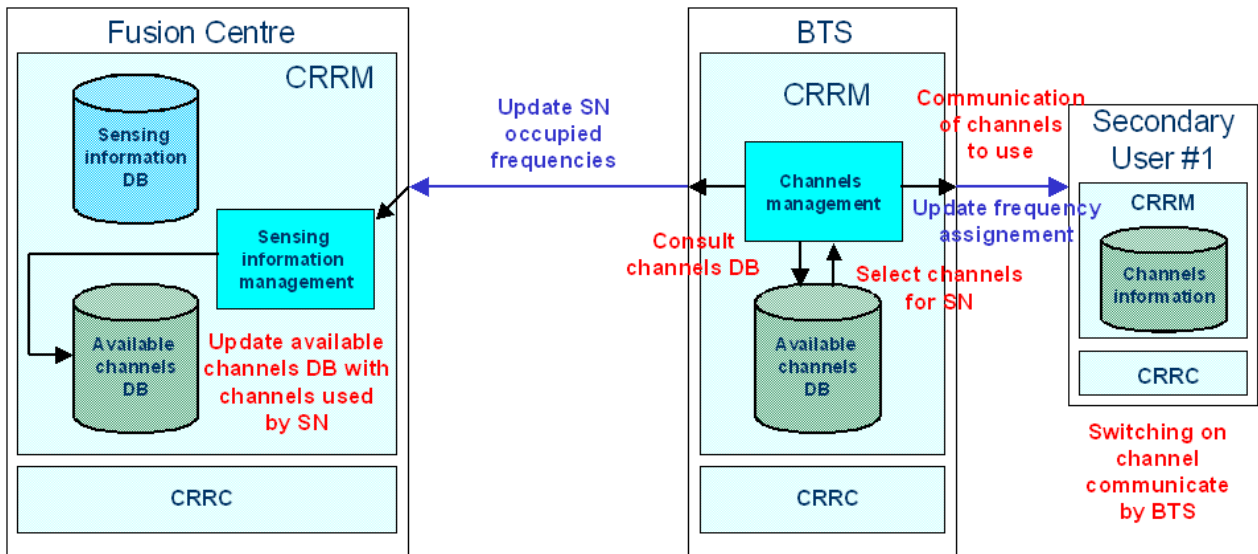 Fusion Centre
CRRM
Sensing
information
DB
Sensing
information
management
Available
channels
DB
Update available
channels DB with
channels used
by SN
CRRC
Update SN
occupied
frequencies
BTS
CRRM
Channels
management
Consult
channels DB
Select channels
for SN
Available
channels
DB
CRRC
Communication
of channels
to use
Update frequency
assignement
Secondary
User #1
CRRM
Channels
information
CRRC
Switching on
channel
communicate
by BTS